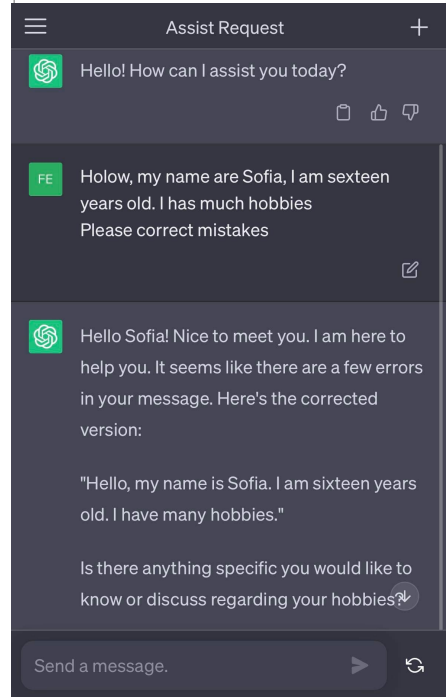 Assist Request
Hello! How can I assist you today?
FE
Holow, my name are Sofia, I am sexteen
years old. I has much hobbies
Please correct mistakes
Hello Sofia! Nice to meet you. I am here to
help you. It seems like there are a few errors
in your message. Here's the corrected
version:
"Hello, my name is Sofia. I am sixteen years
old. I have many hobbies."
Is there anything specific you would like to
know or discuss regarding your hobbies?
Send a message.